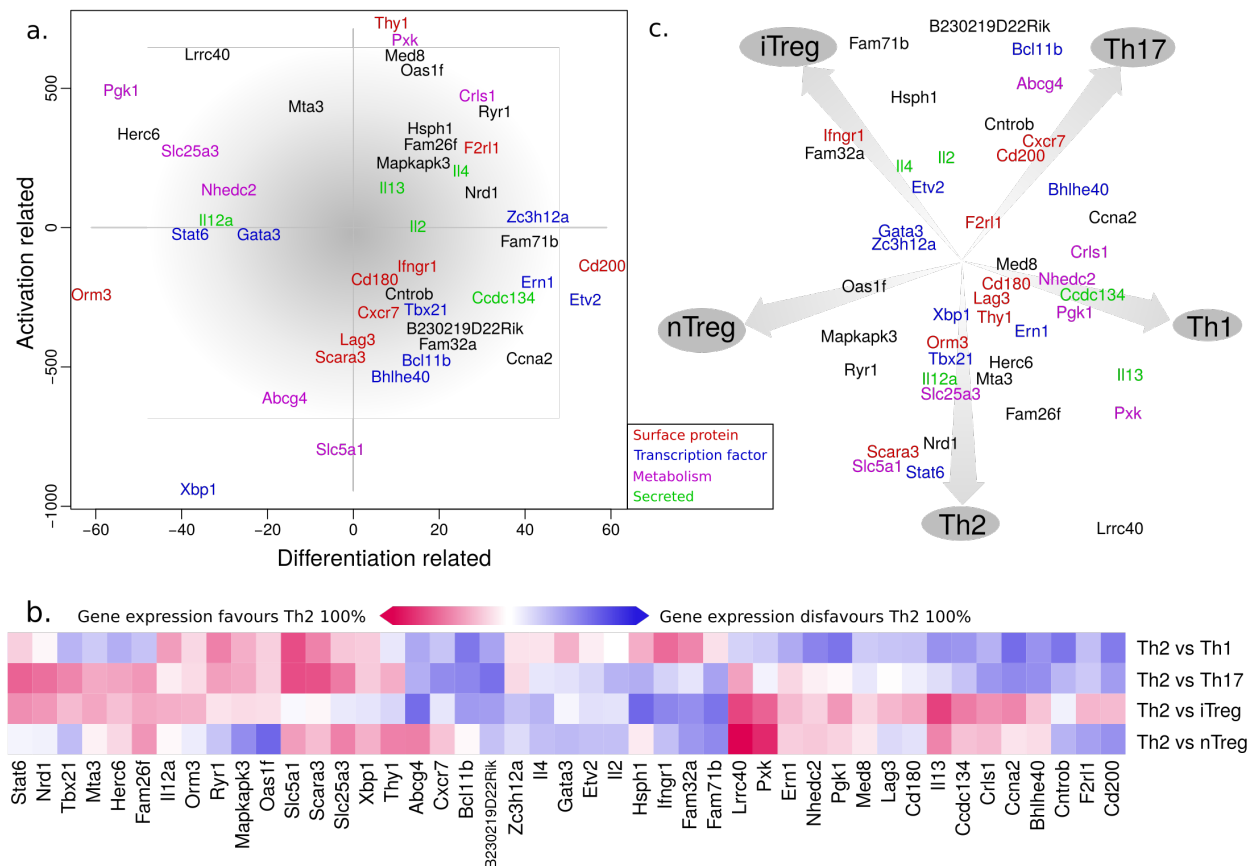 a.
Thy1
Pxk
Lrrc40
Med8
Oas1f
Pgk1
Crls1
Mta3
Ryr1
Herc6
Hsph1
Slc25a3
Fam26f
F2rl1
Mapkapk3
Il4
Nhedc2
Il13
Nrd1
Il12a
Il2
Zc3h12a
Stat6
Gata3
Fam71b
Ifngr1
Cd200
Cd180
Ern1
Orm3
Cntrob
Ccdc134
Etv2
Cxcr7
Tbx21
B230219D22Rik
Lag3
Fam32a
Scara3
Bcl11b
Ccna2
Bhlhe40
Abcg4
Slc5a1
Xbp1
500
0
−500
−1000
Activation related
−60
−40
−20
0
20
40
60
Differentiation related
Surface protein
Transcription factor
Metabolism
Secreted
c.
iTreg
Fam71b
B230219D22Rik
Bcl11b
Th17
Abcg4
Hsph1
Cntrob
Ifngr1
Cxcr7
Fam32a
Cd200
Il4
Il2
Etv2
Bhlhe40
F2rl1
Ccna2
Gata3
Zc3h12a
Crls1
Med8
Oas1f
Cd180
Nhedc2
Lag3
Ccdc134
nTreg
Xbp1
Thy1
Pgk1
Th1
Mapkapk3
Ern1
Orm3
Tbx21
Ryr1
Herc6
Il12a
Mta3
Il13
Slc25a3
Fam26f
Pxk
Nrd1
Scara3
Slc5a1
Stat6
Th2
Lrrc40
b.
Gene expression favours Th2 100%
Gene expression disfavours Th2 100%
Th2 vs Th1
Th2 vs Th17
Th2 vs iTreg
Th2 vs nTreg
Stat6
Nrd1
Tbx21
Mta3
Herc6
Fam26f
Il12a
Orm3
Ryr1
Mapkapk3
Oas1f
Slc5a1
Scara3
Slc25a3
Xbp1
Thy1
Abcg4
Cxcr7
Bcl11b
B230219D22Rik
Zc3h12a
Il4
Gata3
Etv2
Il2
Hsph1
Ifngr1
Fam32a
Fam71b
Lrrc40
Pxk
Ern1
Nhedc2
Pgk1
Med8
Lag3
Cd180
Il13
Ccdc134
Crls1
Ccna2
Bhlhe40
Cntrob
F2rl1
Cd200